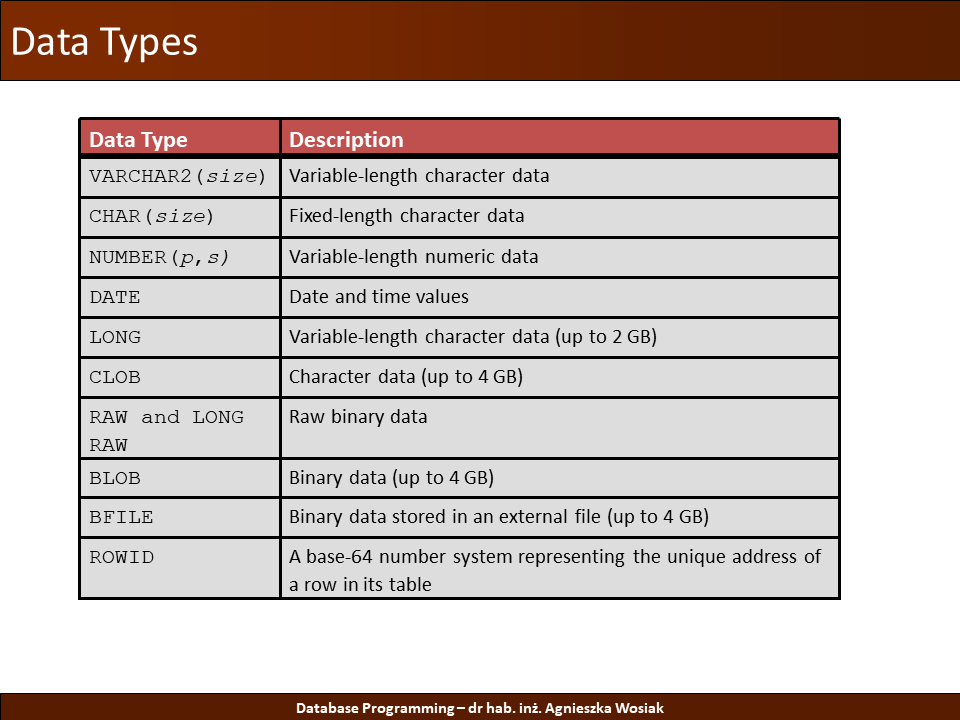 Data Types
Data Type Description
VARCHAR2(size) Variable-length character data
CHAR(size) Fixed-length character data
NUMBER(p,s) Variable-length numeric data
DATE Date and time values
LONG Variable-length character data (up to 2 GB)
CLOB Character data (up to 4 GB)
RAW and LONG
RAW
Raw binary data
BLOB Binary data (up to 4 GB)
BFILE Binary data stored in an external file (up to 4 GB)
ROWID A base-64 number system representing the unique address of
a row in its table
Database Programming – dr hab. inż. Agnieszka Wosiak